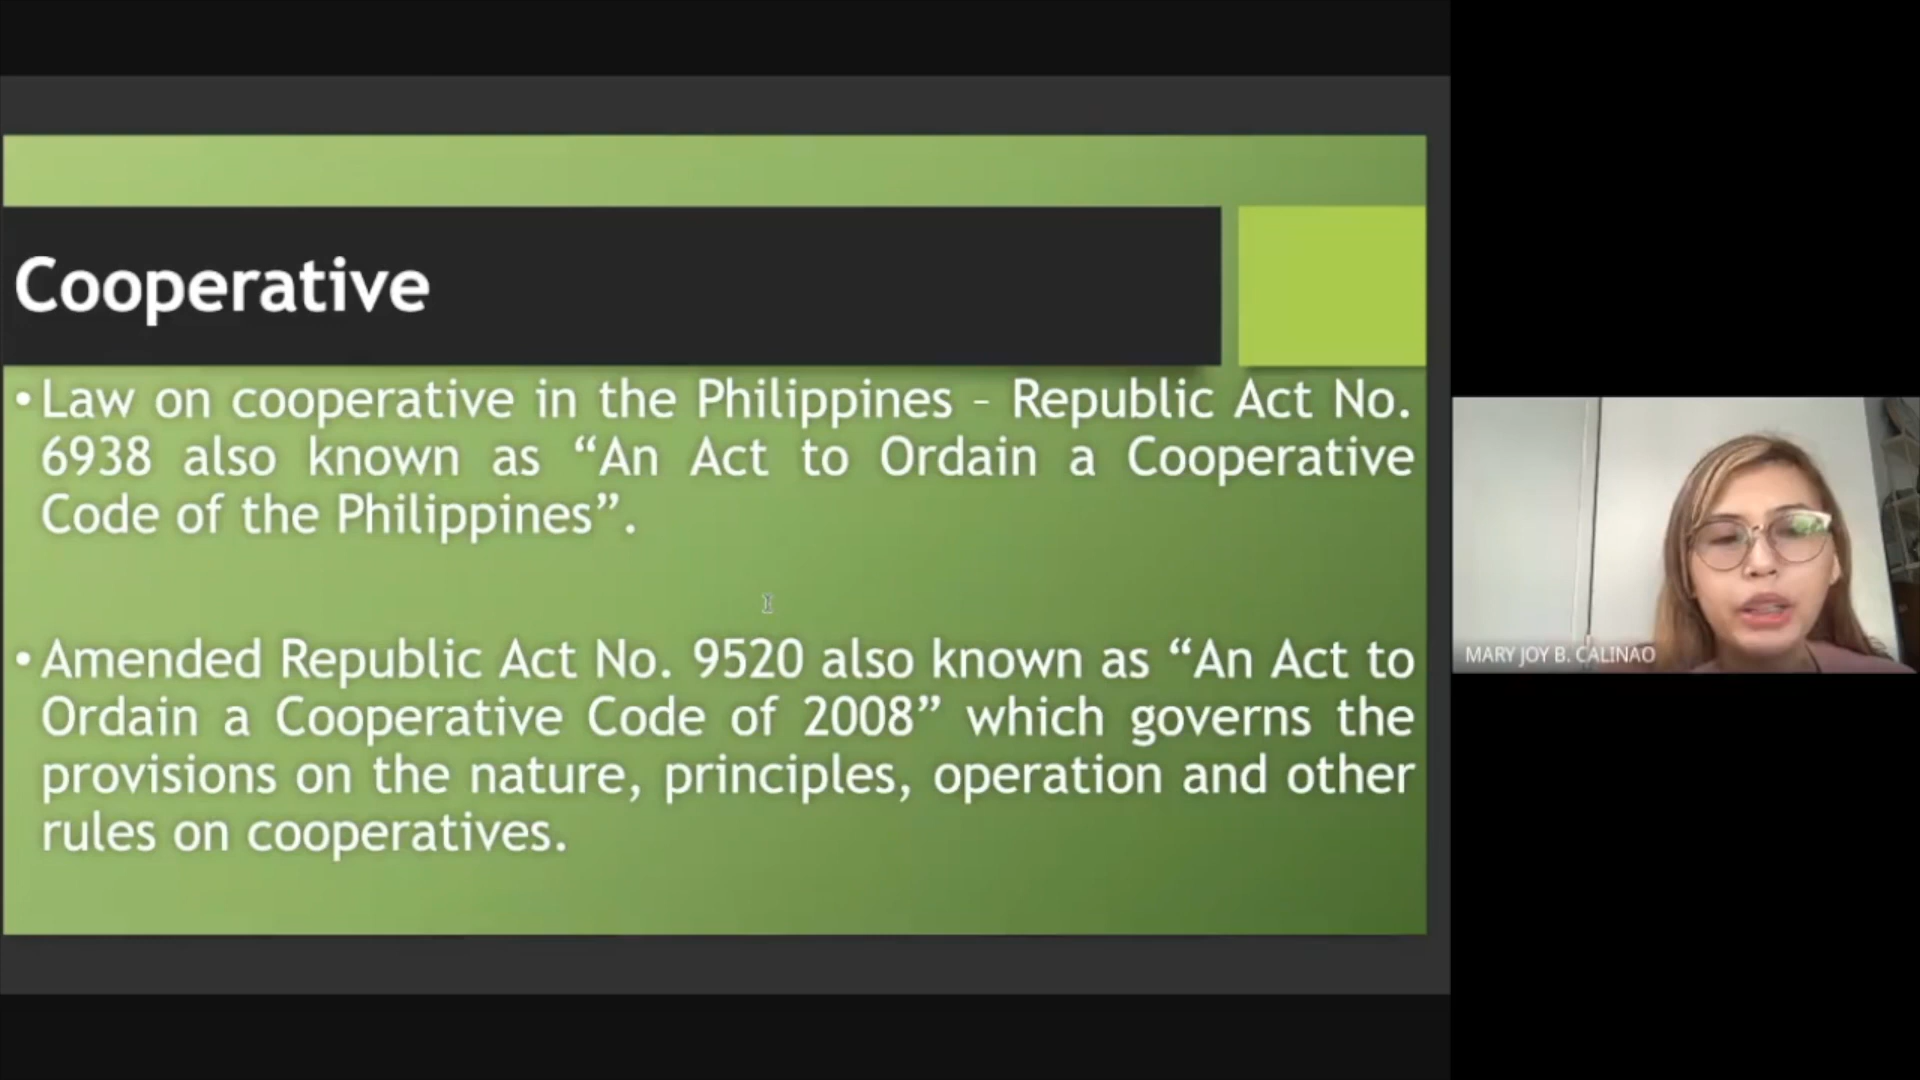 Cooperative
• Law on cooperative in the Philippines – Republic Act No.
6938 also known as “An Act to Ordain a Cooperative
Code of the Philippines”.
• Amended Republic Act No. 9520 also known as “An Act to
Ordain a Cooperative Code of 2008” which governs the
provisions on the nature, principles, operation and other
rules on cooperatives.
MARY JOY B. CALINAO